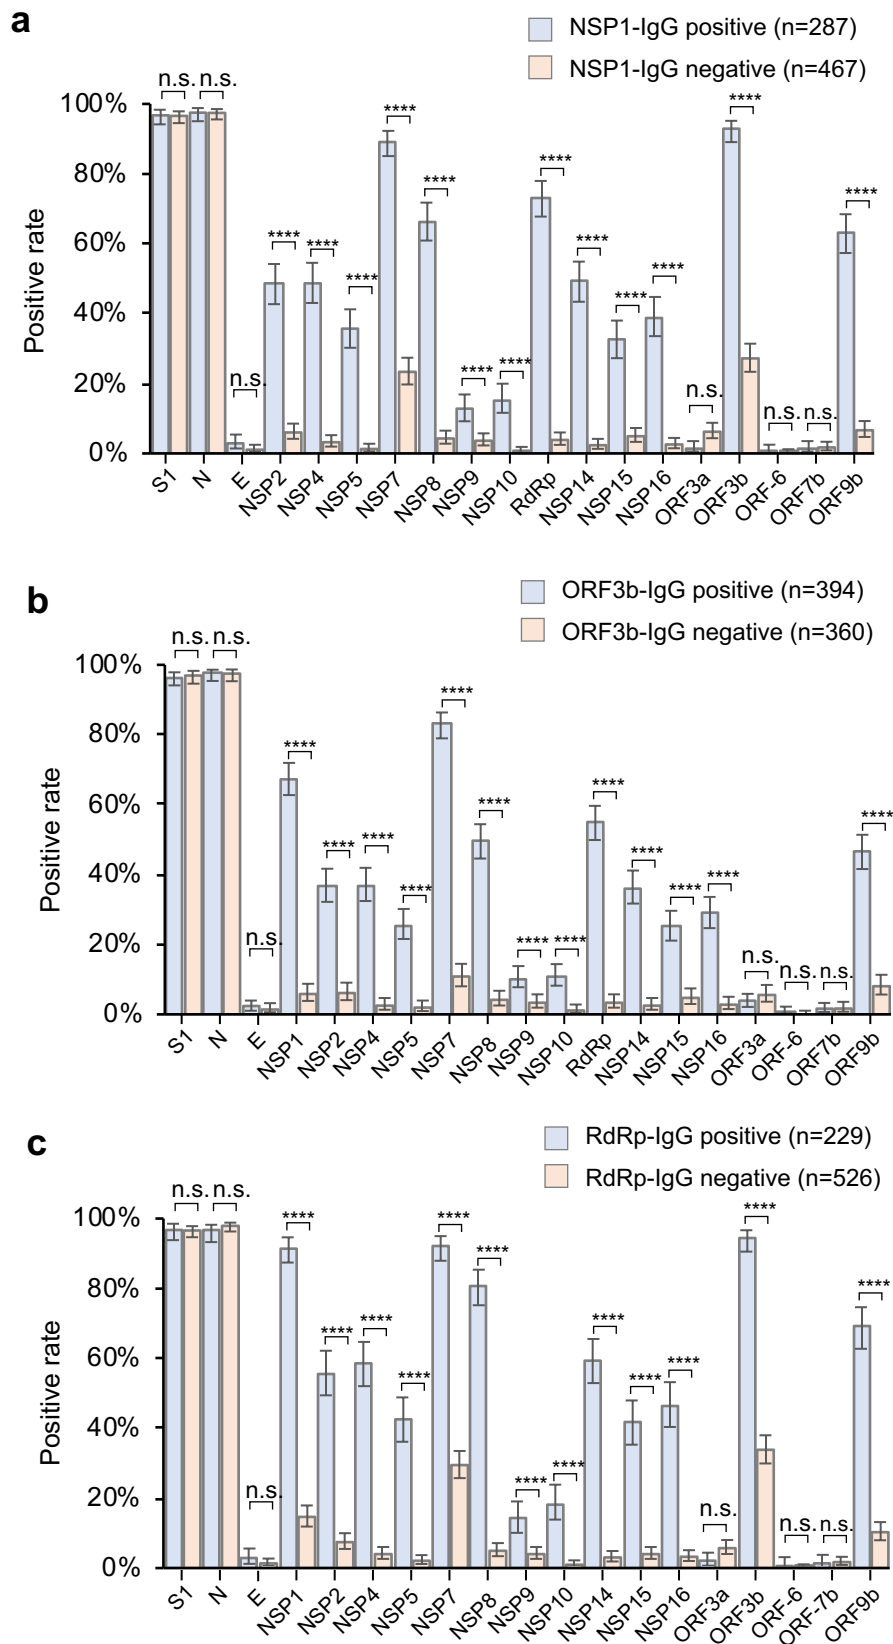 a
NSP1-IgG positive (n=287)
NSP1-IgG negative (n=467)
Positive rate
100%
80%
60%
40%
20%
0%
n.s. n.s. n.s. **** **** **** **** **** **** **** **** **** **** **** n.s. **** n.s. n.s. ****
S1 N E NSP2 NSP4 NSP5 NSP7 NSP8 NSP9 NSP10 RdRp NSP14 NSP15 NSP16 ORF3a ORF3b ORF-6 ORF7b ORF9b
b
ORF3b-IgG positive (n=394)
ORF3b-IgG negative (n=360)
Positive rate
100%
80%
60%
40%
20%
0%
n.s. n.s. n.s. **** **** **** **** **** **** **** **** **** **** **** **** n.s. n.s. n.s. ****
S1 N E NSP1 NSP2 NSP4 NSP5 NSP7 NSP8 NSP9 NSP10 RdRp NSP14 NSP15 NSP16 ORF3a ORF-6 ORF7b ORF9b
c
RdRp-IgG positive (n=229)
RdRp-IgG negative (n=526)
Positive rate
100%
80%
60%
40%
20%
0%
n.s. n.s. n.s. **** **** **** **** **** **** **** **** **** **** **** n.s. **** n.s. n.s. ****
S1 N E NSP1 NSP2 NSP4 NSP5 NSP7 NSP8 NSP9 NSP10 NSP14 NSP15 NSP16 ORF3a ORF3b ORF-6 ORF-7b ORF9b